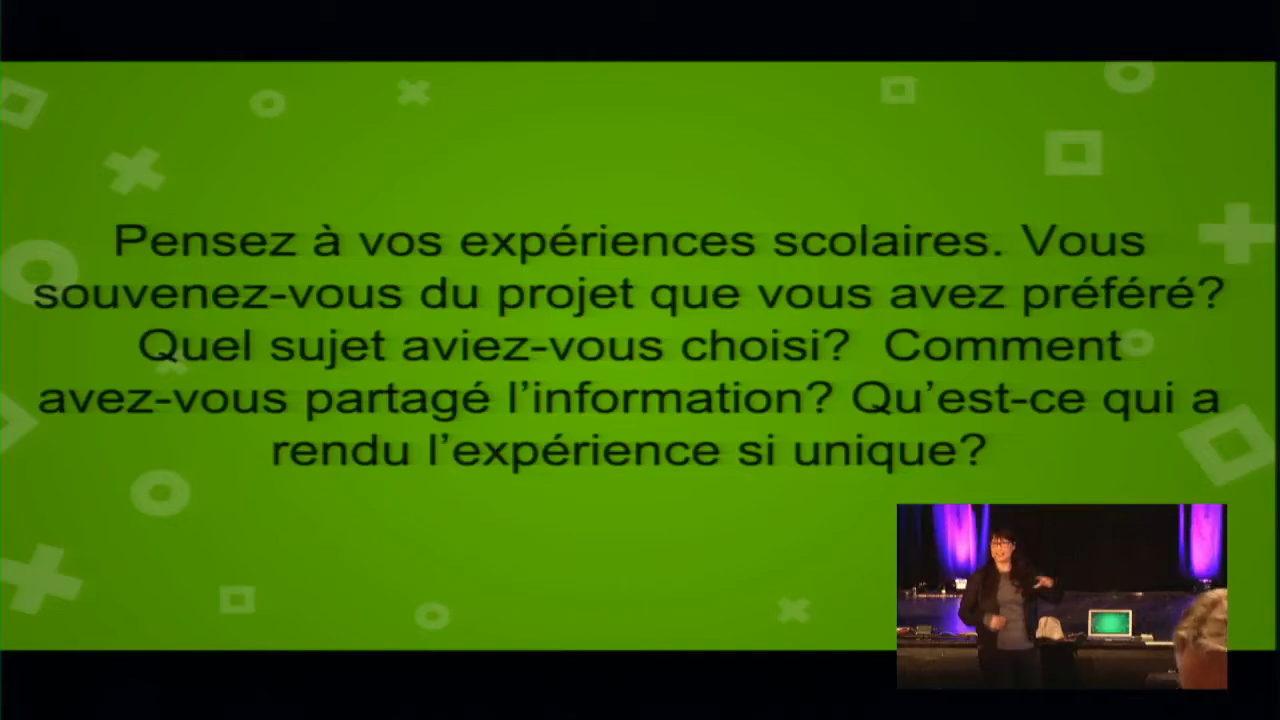 Pensez à vos expériences scolaires. Vous
souvenez-vous du projet que vous avez préféré?
Quel sujet aviez-vous choisi?  Comment
avez-vous partagé l’information? Qu’est-ce qui a
rendu l’expérience si unique?